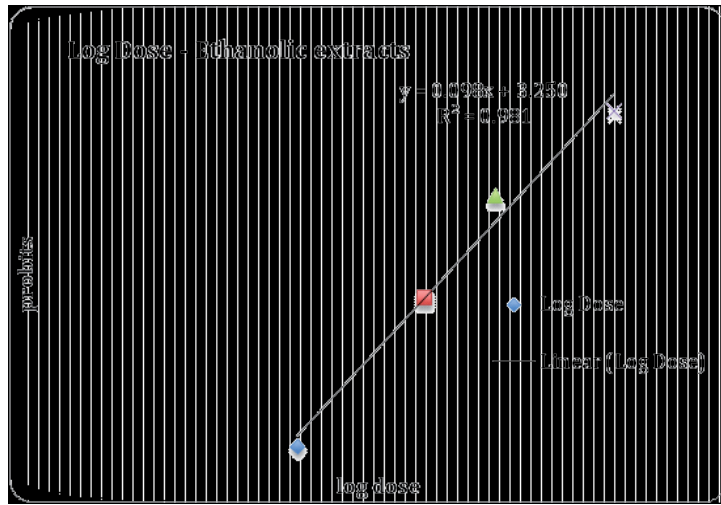 Log Dose - Ethanolic extracts
y = 0.098x + 3.250
R² = 0.981
probits
Log Dose
Linear (Log Dose)
log dose